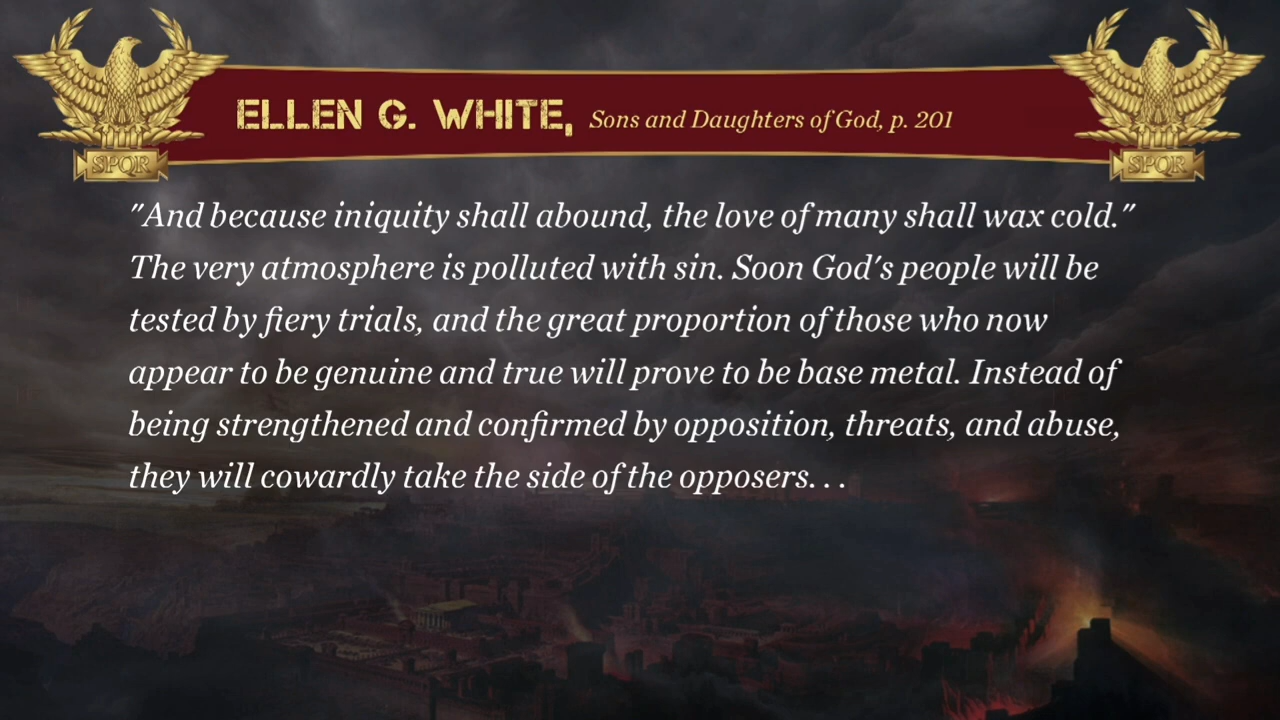 ELLEN G. WHITE, Sons and Daughters of God, p. 201
SPQR SPQR
"And because iniquity shall abound, the love of many shall wax cold."
The very atmosphere is polluted with sin. Soon God's people will be
tested by fiery trials, and the great proportion of those who now
appear to be genuine and true will prove to be base metal. Instead of
being strengthened and confirmed by opposition, threats, and abuse,
they will cowardly take the side of the opposers. . .